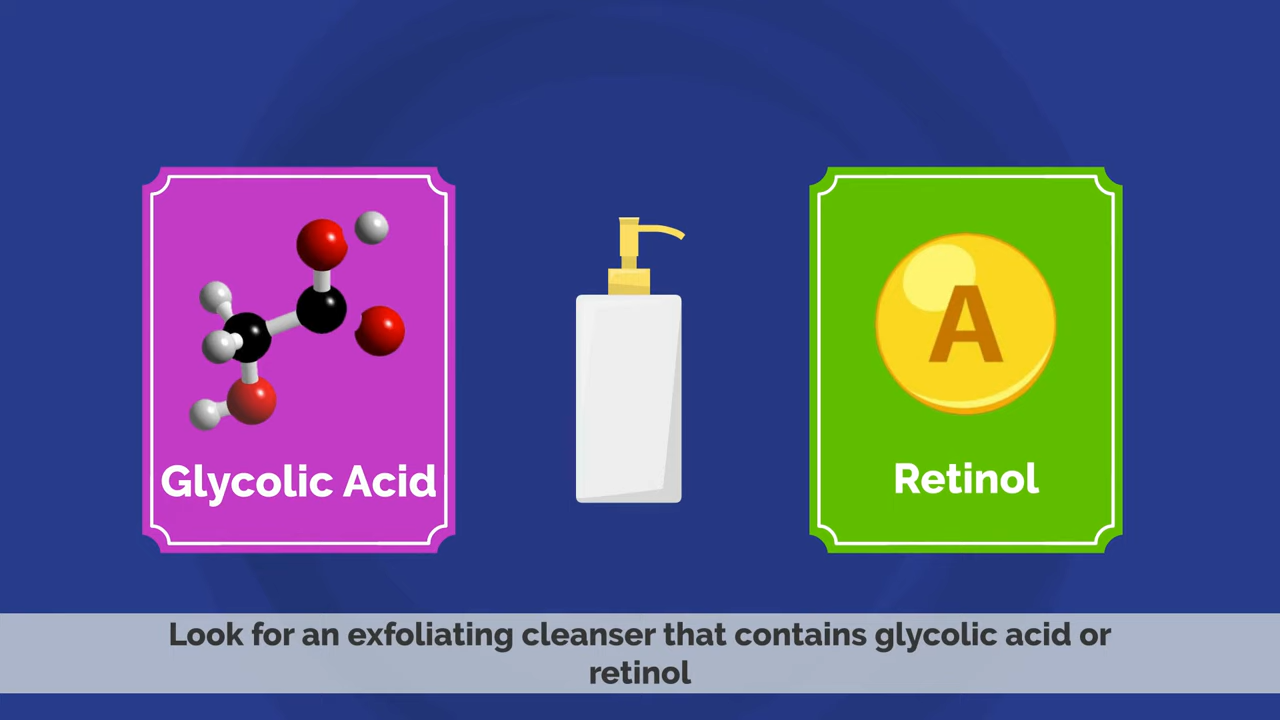 A
Glycolic Acid
Retinol
Look for an exfoliating cleanser that contains glycolic acid or
retinol